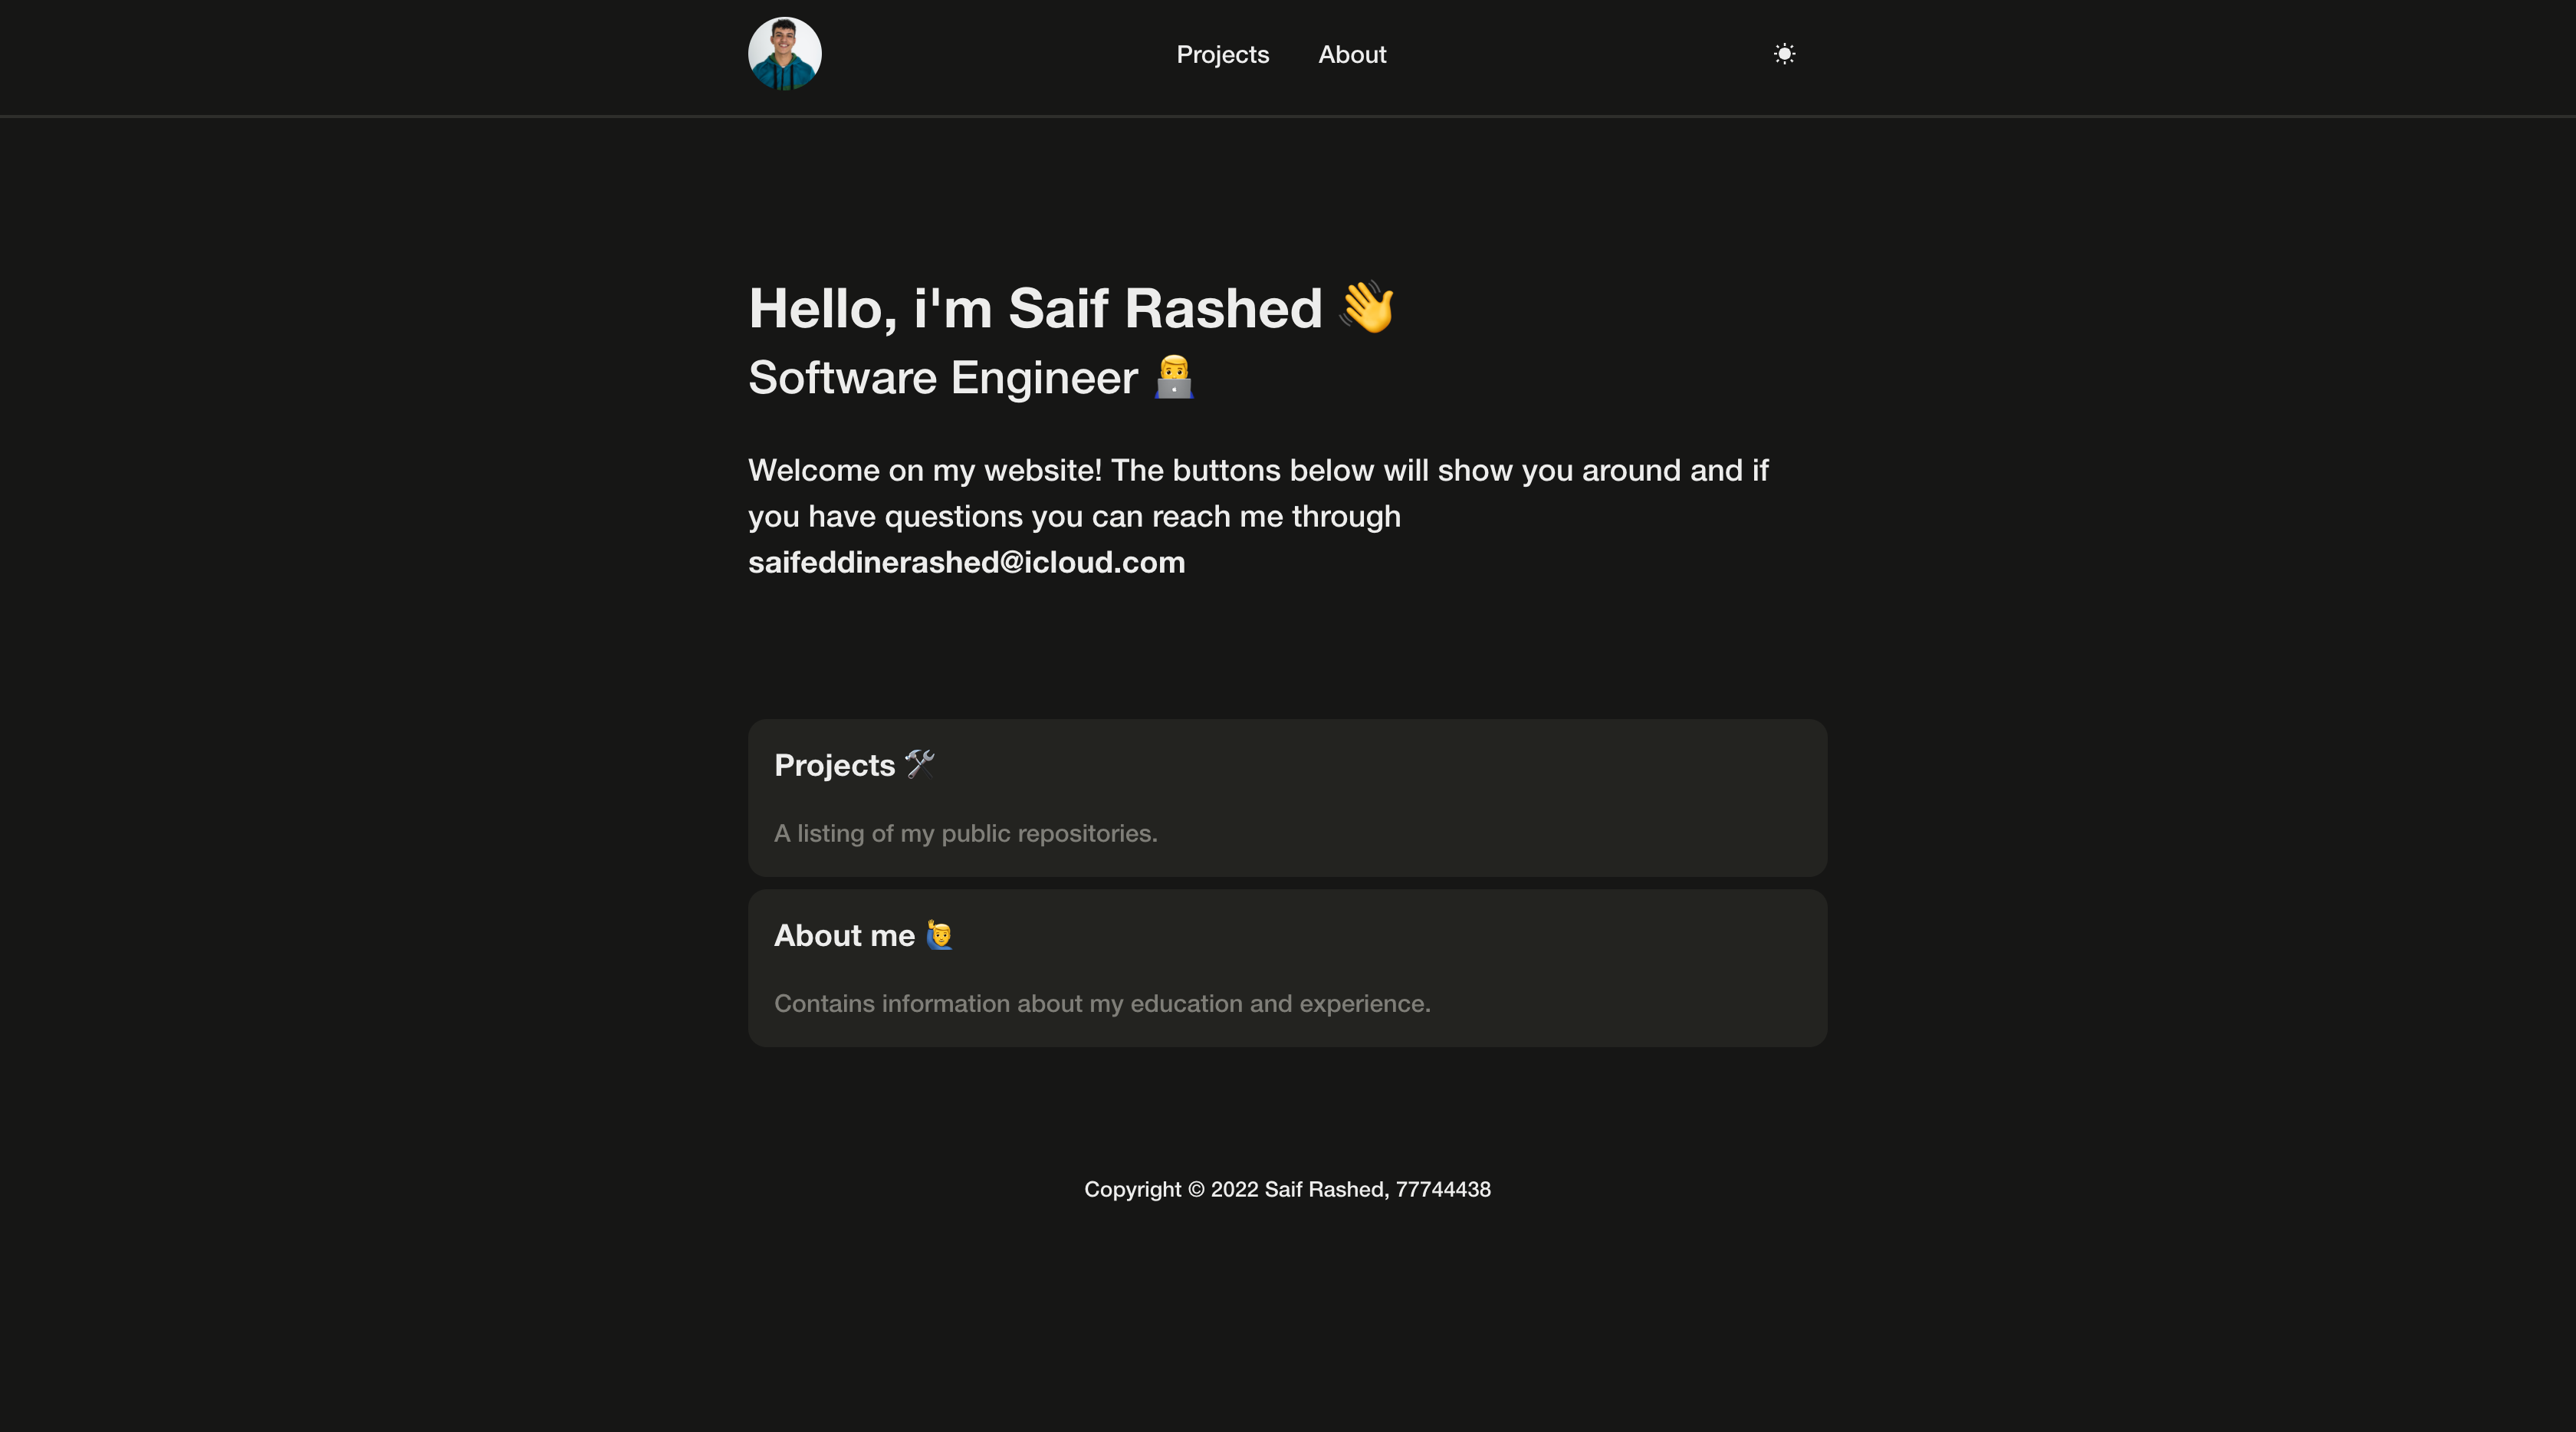 Projects About
Hello, i'm Saif Rashed 👋
Software Engineer 👨‍💻
Welcome on my website! The buttons below will show you around and if
you have questions you can reach me through
saifeddinerashed@icloud.com
Projects 🛠️
A listing of my public repositories.
About me 🙋‍♂️
Contains information about my education and experience.
Copyright © 2022 Saif Rashed, 77744438